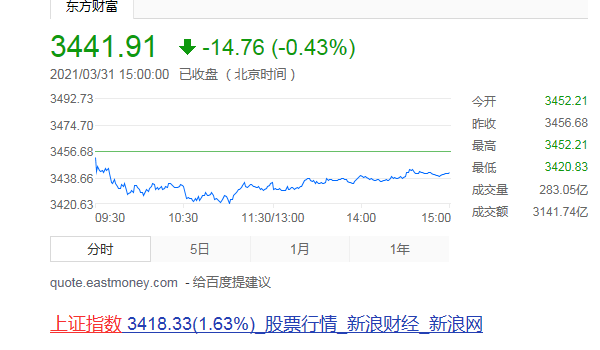 东方财富
3441.91 -14.76 (-0.43%)
2021/03/31 15:00:00 已收盘 (北京时间)
3492.73
3474.70
3456.68
3438.66
3420.63
09:30 10:30 11:30/13:00 14:00 15:00
今开 3452.21
昨收 3456.68
最高 3452.21
最低 3420.83
成交量 283.05亿
成交额 3141.74亿
分时 5日 1月 1年
quote.eastmoney.com - 给百度提建议
上证指数 3418.33(1.63%)_股票行情_新浪财经_新浪网